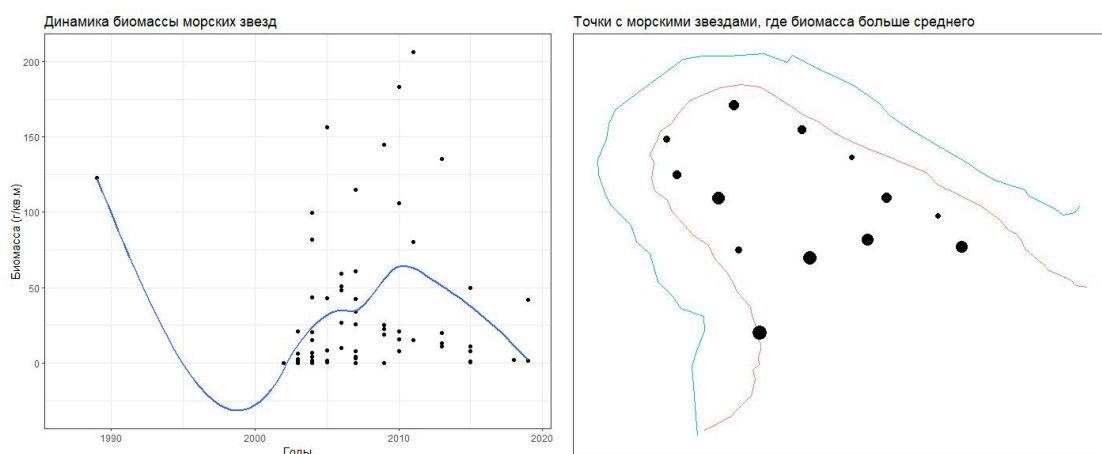 Динамика биомассы морских звезд
Точки с морскими звездами, где биомасса больше среднего
200
150
100
50
0
Биомасса (г/кв.м)
1990
2000
2010
2020
Годы